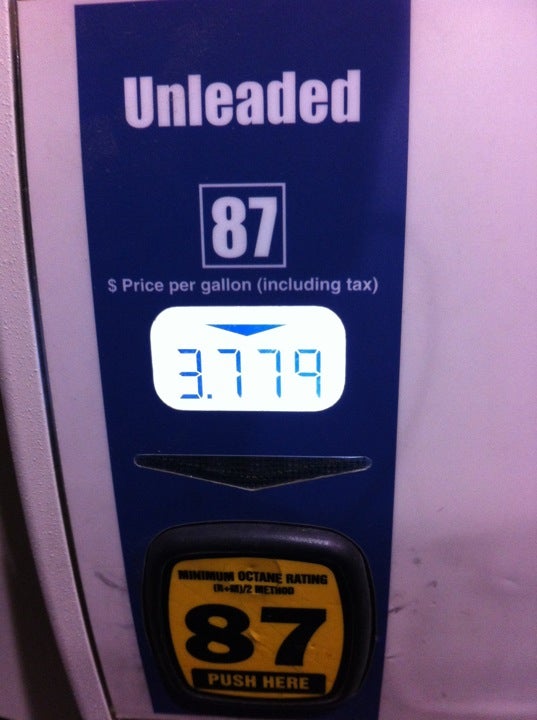 Unleaded
87
$ Price per gallon (including tax)
3.779
MINIMUM OCTANE RATING
(R+M)/2 METHOD
87
PUSH HERE